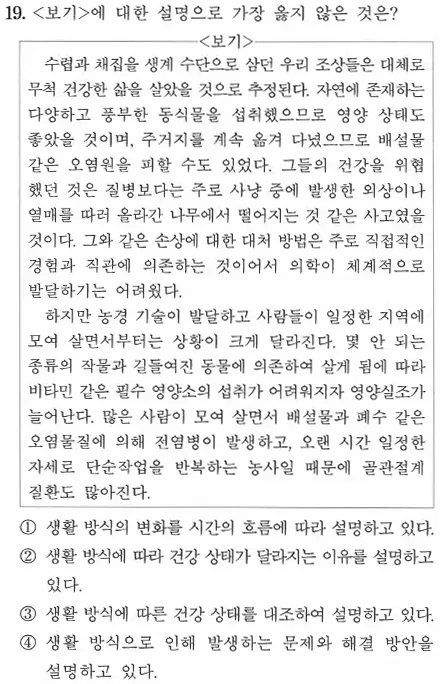 19. <보기>에 대한 설명으로 가장 옳지 않은 것은?
<보기>
수렵과 채집을 생계 수단으로 삼던 우리 조상들은 대체로
무척 건강한 삶을 살았을 것으로 추정된다. 자연에 존재하는
다양하고 풍부한 동식물을 섭취했으므로 영양 상태도
좋았을 것이며, 주거지를 계속 옮겨 다녔으므로 배설물
같은 오염원을 피할 수도 있었다. 그들의 건강을 위협
했던 것은 질병보다는 주로 사냥 중에 발생한 외상이나
열매를 따러 올라간 나무에서 떨어지는 것 같은 사고였을
것이다. 그와 같은 손상에 대한 대처 방법은 주로 직접적인
경험과 직관에 의존하는 것이어서 의학이 체계적으로
발달하기는 어려웠다.
하지만 농경 기술이 발달하고 사람들이 일정한 지역에
모여 살면서부터는 상황이 크게 달라진다. 몇 안 되는
종류의 작물과 길들여진 동물에 의존하여 살게 됨에 따라
비타민 같은 필수 영양소의 섭취가 어려워지자 영양실조가
늘어난다. 많은 사람이 모여 살면서 배설물과 폐수 같은
오염물질에 의해 전염병이 발생하고, 오랜 시간 일정한
자세로 단순작업을 반복하는 농사일 때문에 골관절계
질환도 많아진다.
① 생활 방식의 변화를 시간의 흐름에 따라 설명하고 있다.
② 생활 방식에 따라 건강 상태가 달라지는 이유를 설명하고
있다.
③ 생활 방식에 따른 건강 상태를 대조하여 설명하고 있다.
④ 생활 방식으로 인해 발생하는 문제와 해결 방안을
설명하고 있다.